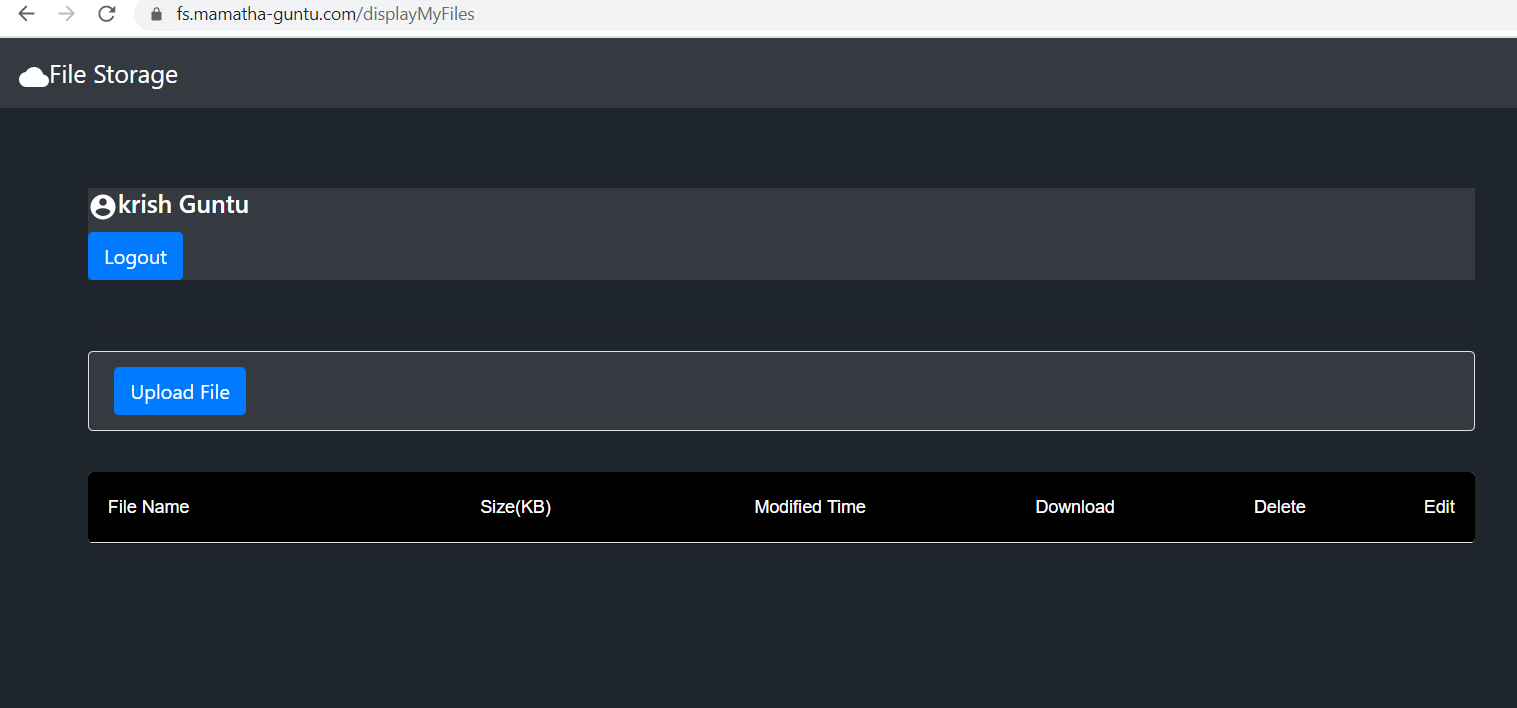 fs.mamatha-guntu.com/displayMyFiles
File Storage
krish Guntu
Logout
Upload File
File Name Size(KB) Modified Time Download Delete Edit